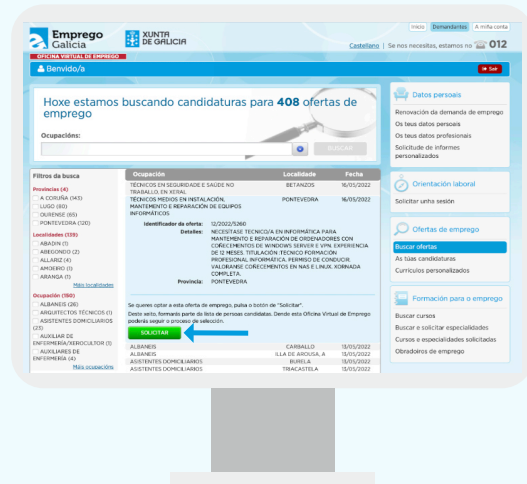 Emprego
Galicia
XUNTA
DE GALICIA
Inicio Demandantes A miña conta
Castellano | Se nos necesitas, estamos no 012
OFICINA VIRTUAL DE EMPREGO
Benvido/a
Sair
Hoxe estamos buscando candidaturas para 408 ofertas de
emprego
Ocupacións:
BUSCAR
Filtros da busca
Provincias (4)
A CORUÑA (143)
LUGO (80)
OURENSE (65)
PONTEVEDRA (120)
Localidades (139)
ABADIN (1)
ABEGONDO (2)
ALLARIZ (4)
AMOEIRO (1)
ARANGA (1)
Máis localidades
Ocupación (190)
ALBANEIS (26)
ARQUITECTOS TÉCNICOS (1)
ASISTENTES DOMICILIARIOS
(23)
AUXILIAR DE
ENFERMERÍA/XEROCULTOR (3)
AUXILIARES DE
ENFERMERÍA (4)
Máis ocupacións
Ocupación Localidade Fecha
TÉCNICOS EN SEGURIDADE E SAÚDE NO
TRABALLO, EN XERAL BETANZOS 16/05/2022
TÉCNICOS MEDIOS EN INSTALACIÓN,
MANTEMENTO E REPARACIÓN DE EQUIPOS
INFORMÁTICOS PONTEVEDRA 16/05/2022
Identificador da oferta: 12/2022/5260
Detalles: NECESÍTASE TECNICO/A EN INFORMÁTICA PARA
MANTEMENTO E REPARACIÓN DE ORDENADORES CON
COÑECEMENTOS DE WINDOWS SERVER E VPN. EXPERIENCIA
DE 12 MESES. TITULACIÓN :TECNICO FORMACIÓN
PROFESIONAL INFORMÁTICA, PERMISO DE CONDUCIR.
VALORANSE COÑECEMENTOS EN NAS E LINUX. XORNADA
COMPLETA.
Provincia: PONTEVEDRA
Se queres optar a esta oferta de emprego, pulsa o botón de "Solicitar".
Deste xeito, formarás parte da lista de persoas candidatas. Dende esta Oficina Virtual de Emprego
poderás seguir o proceso de selección.
SOLICITAR
ALBANEIS CARBALLO 13/05/2022
ALBANEIS ILLA DE AROUSA, A 13/05/2022
ASISTENTES DOMICILIARIOS BURELA 13/05/2022
ASISTENTES DOMICILIARIOS TRIACASTELA 13/05/2022
Datos persoais
Renovación da demanda de emprego
Os teus datos persoais
Os teus datos profesionais
Solicitude de informes
personalizados
Orientación laboral
Solicitar unha sesión
Ofertas de emprego
Buscar ofertas
As túas candidaturas
Currículos personalizados
Formación para o emprego
Buscar cursos
Buscar e solicitar especialidades
Cursos e especialidades solicitadas
Obradoiros de emprego